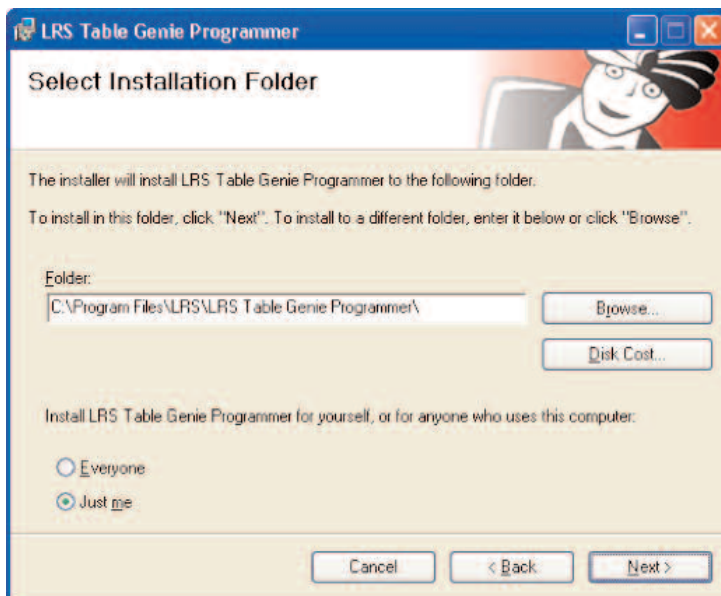 LRS Table Genie Programmer
Select Installation Folder
The installer will install LRS Table Genie Programmer to the following folder.
To install in this folder, click "Next". To install to a different folder, enter it below or click "Browse".
Folder:
C:\Program Files\LRS\LRS Table Genie Programmer\
Browse...
Disk Cost...
Install LRS Table Genie Programmer for yourself, or for anyone who uses this computer:
Everyone
Just me
Cancel
< Back
Next >